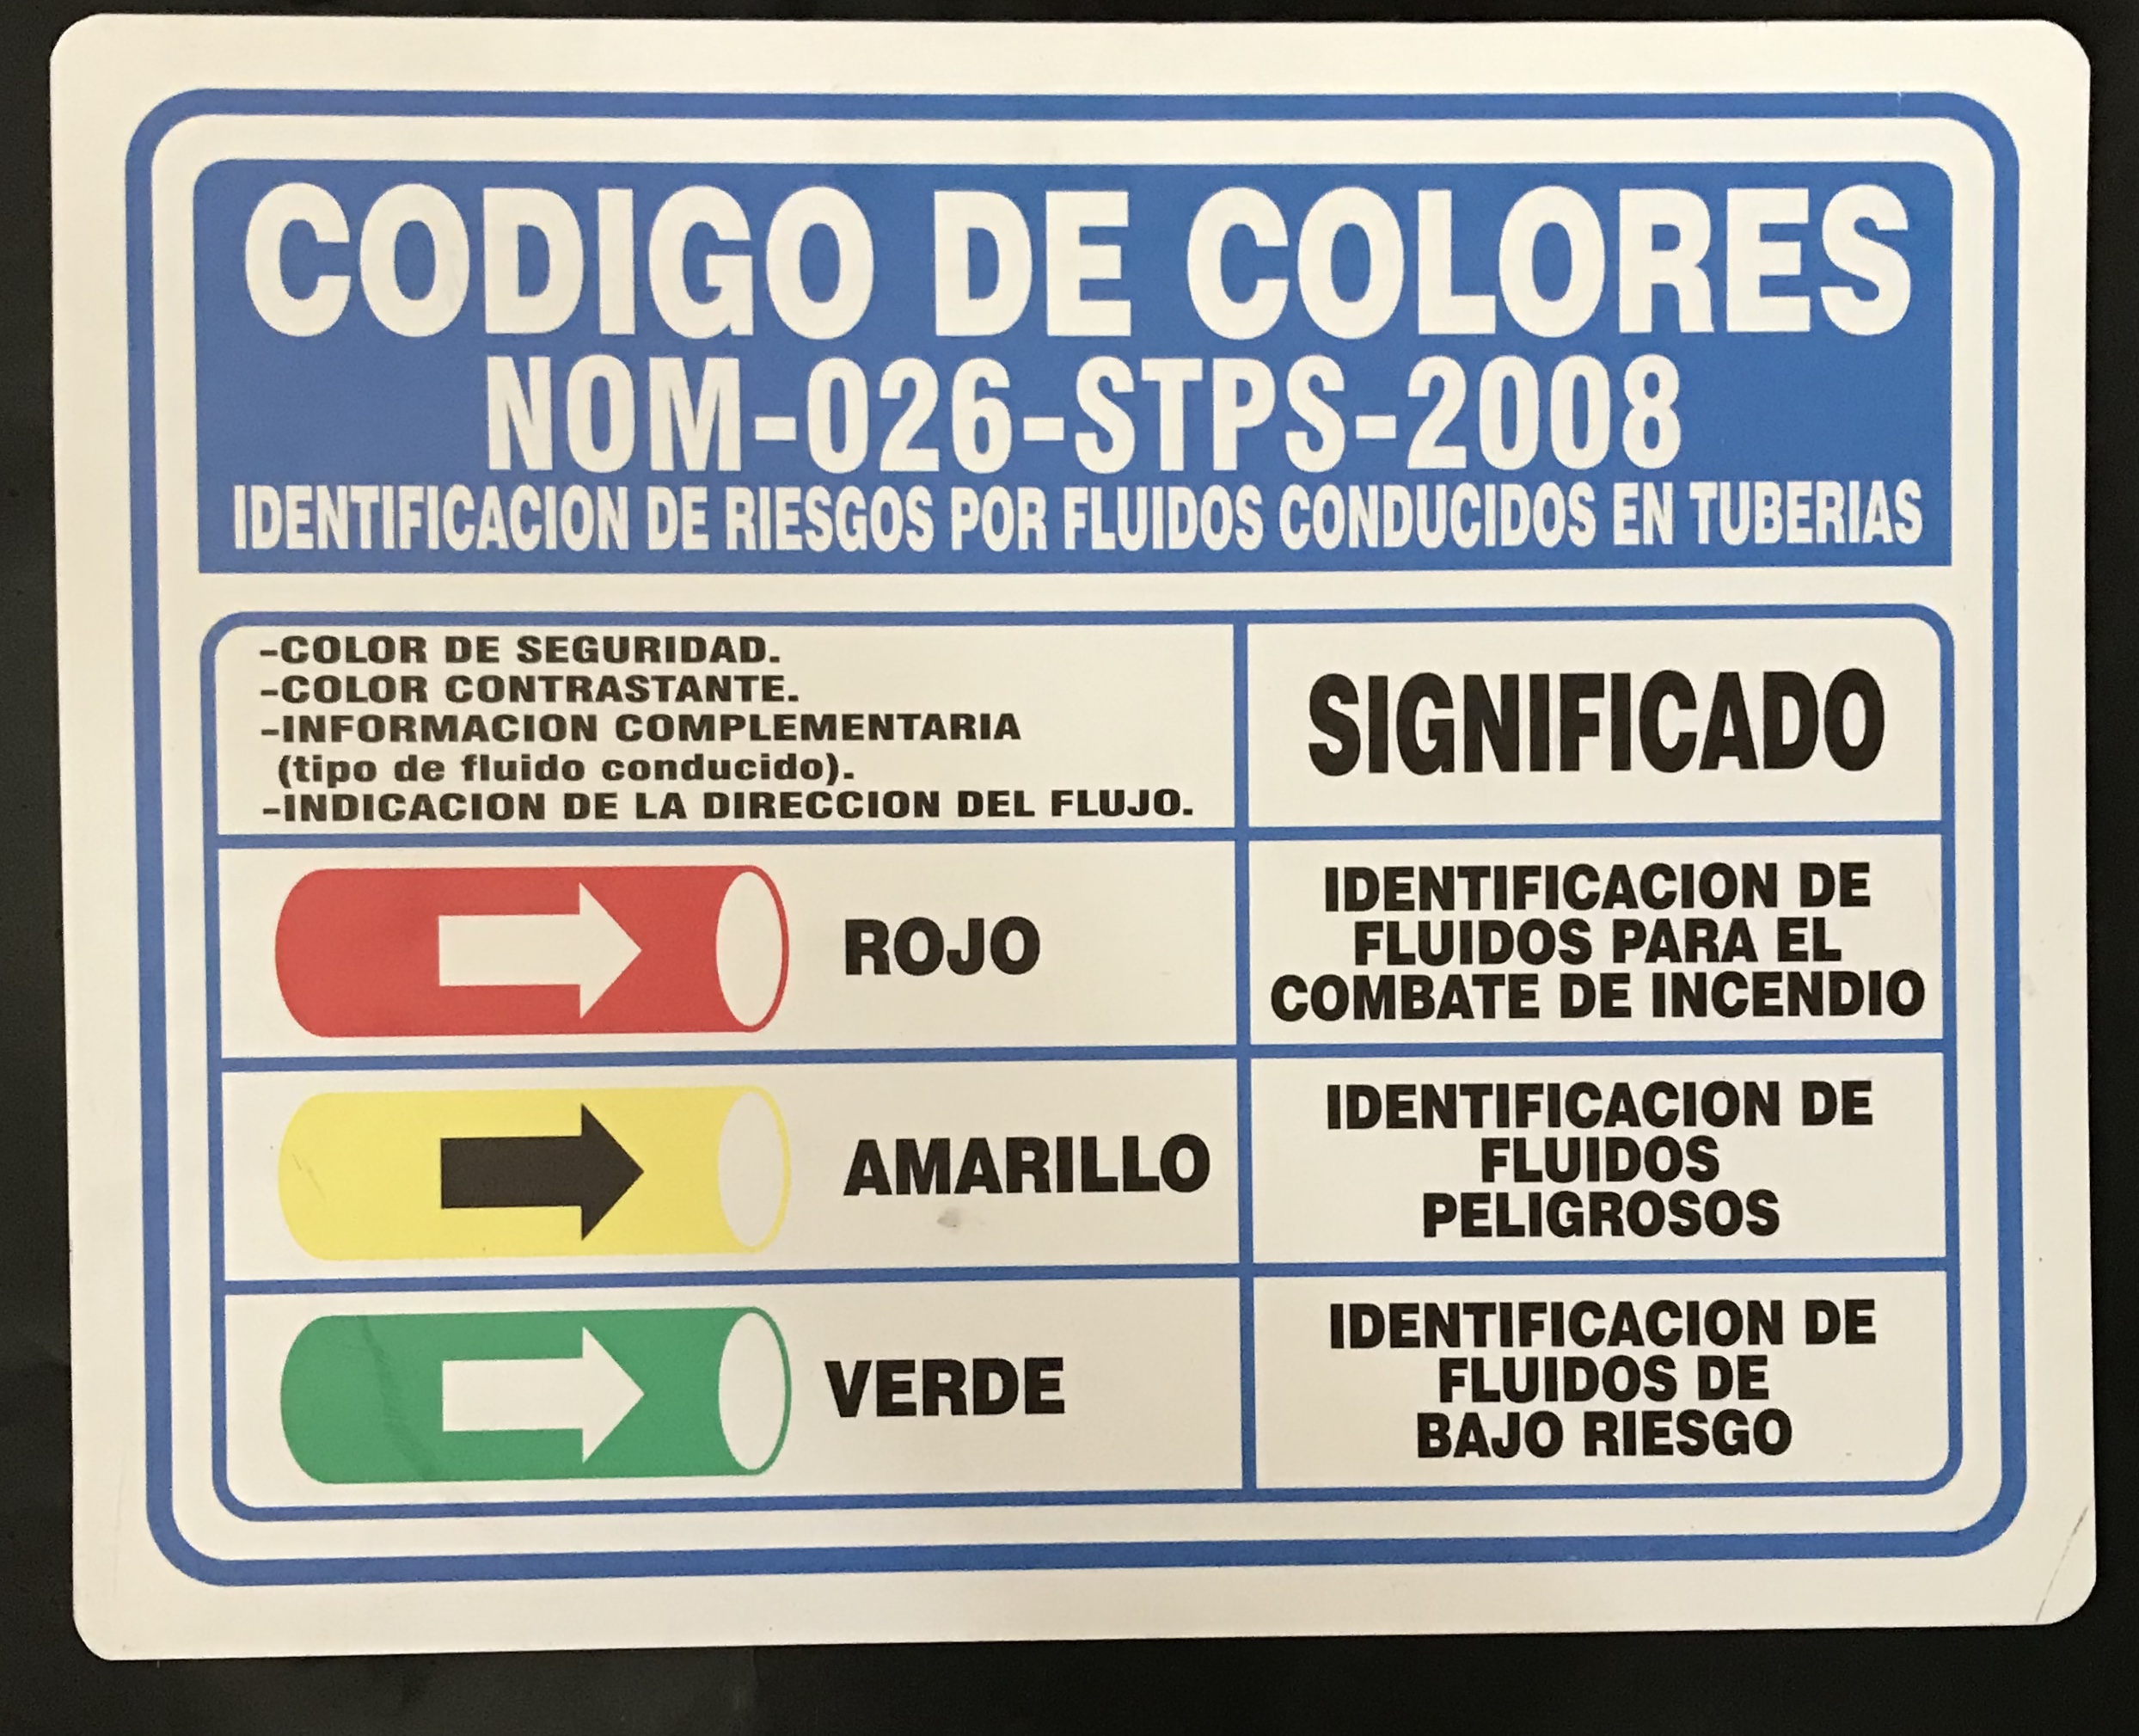 CODIGO DE COLORES
NOM-026-STPS-2008
IDENTIFICACION DE RIESGOS POR FLUIDOS CONDUCIDOS EN TUBERIAS
-COLOR DE SEGURIDAD.
-COLOR CONTRASTANTE.
-INFORMACION COMPLEMENTARIA
(tipo de fluido conducido).
-INDICACION DE LA DIRECCION DEL FLUJO.
SIGNIFICADO
ROJO
IDENTIFICACION DE
FLUIDOS PARA EL
COMBATE DE INCENDIO
AMARILLO
IDENTIFICACION DE
FLUIDOS
PELIGROSOS
VERDE
IDENTIFICACION DE
FLUIDOS DE
BAJO RIESGO